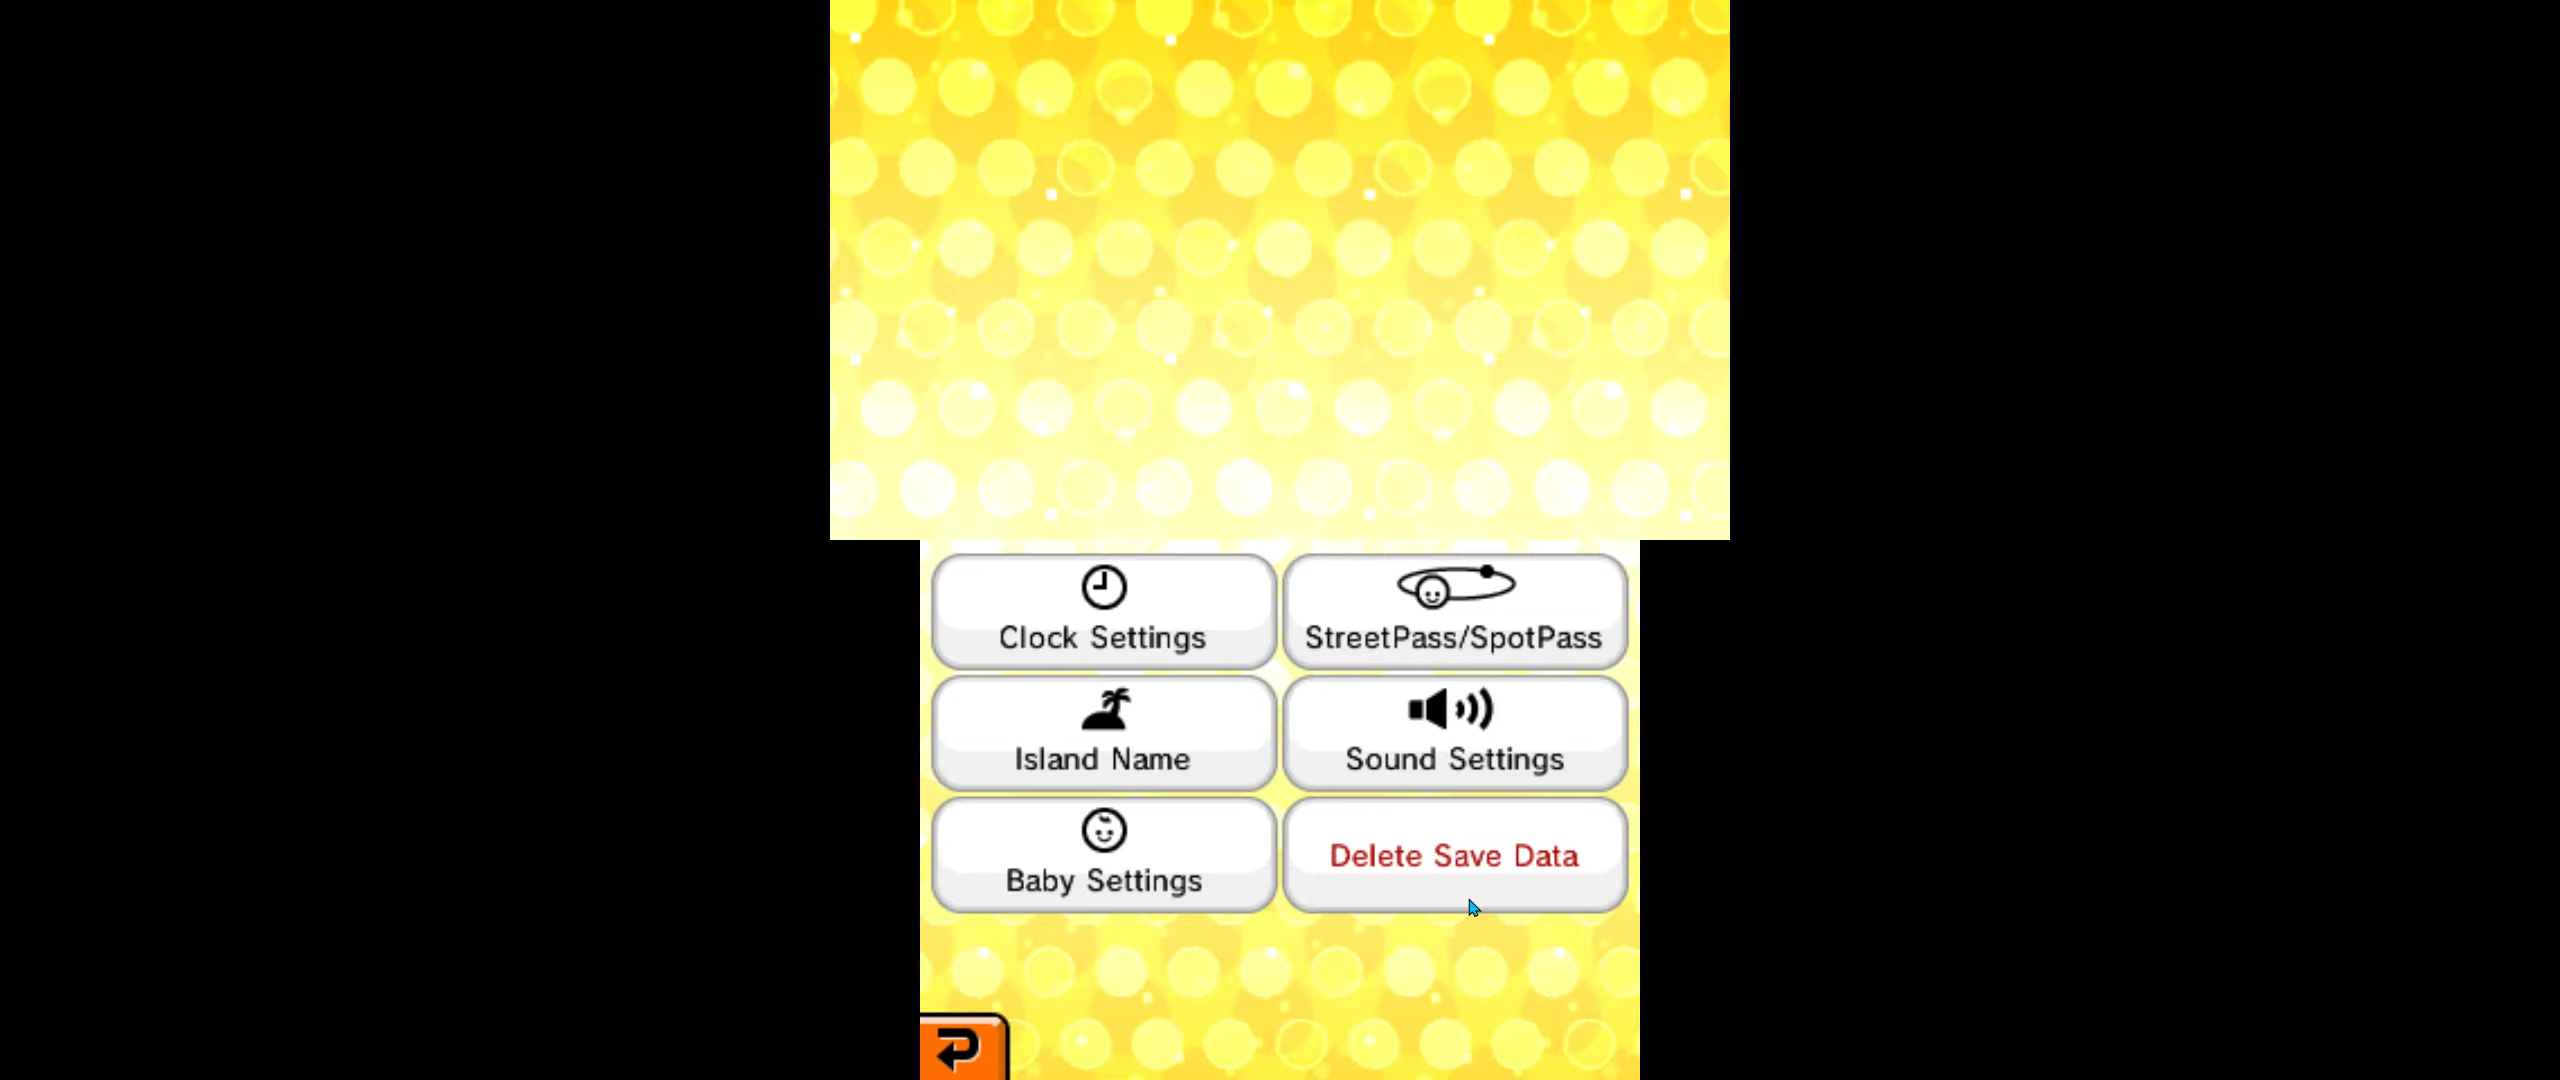 Clock Settings
StreetPass/SpotPass
Island Name
Sound Settings
Baby Settings
Delete Save Data